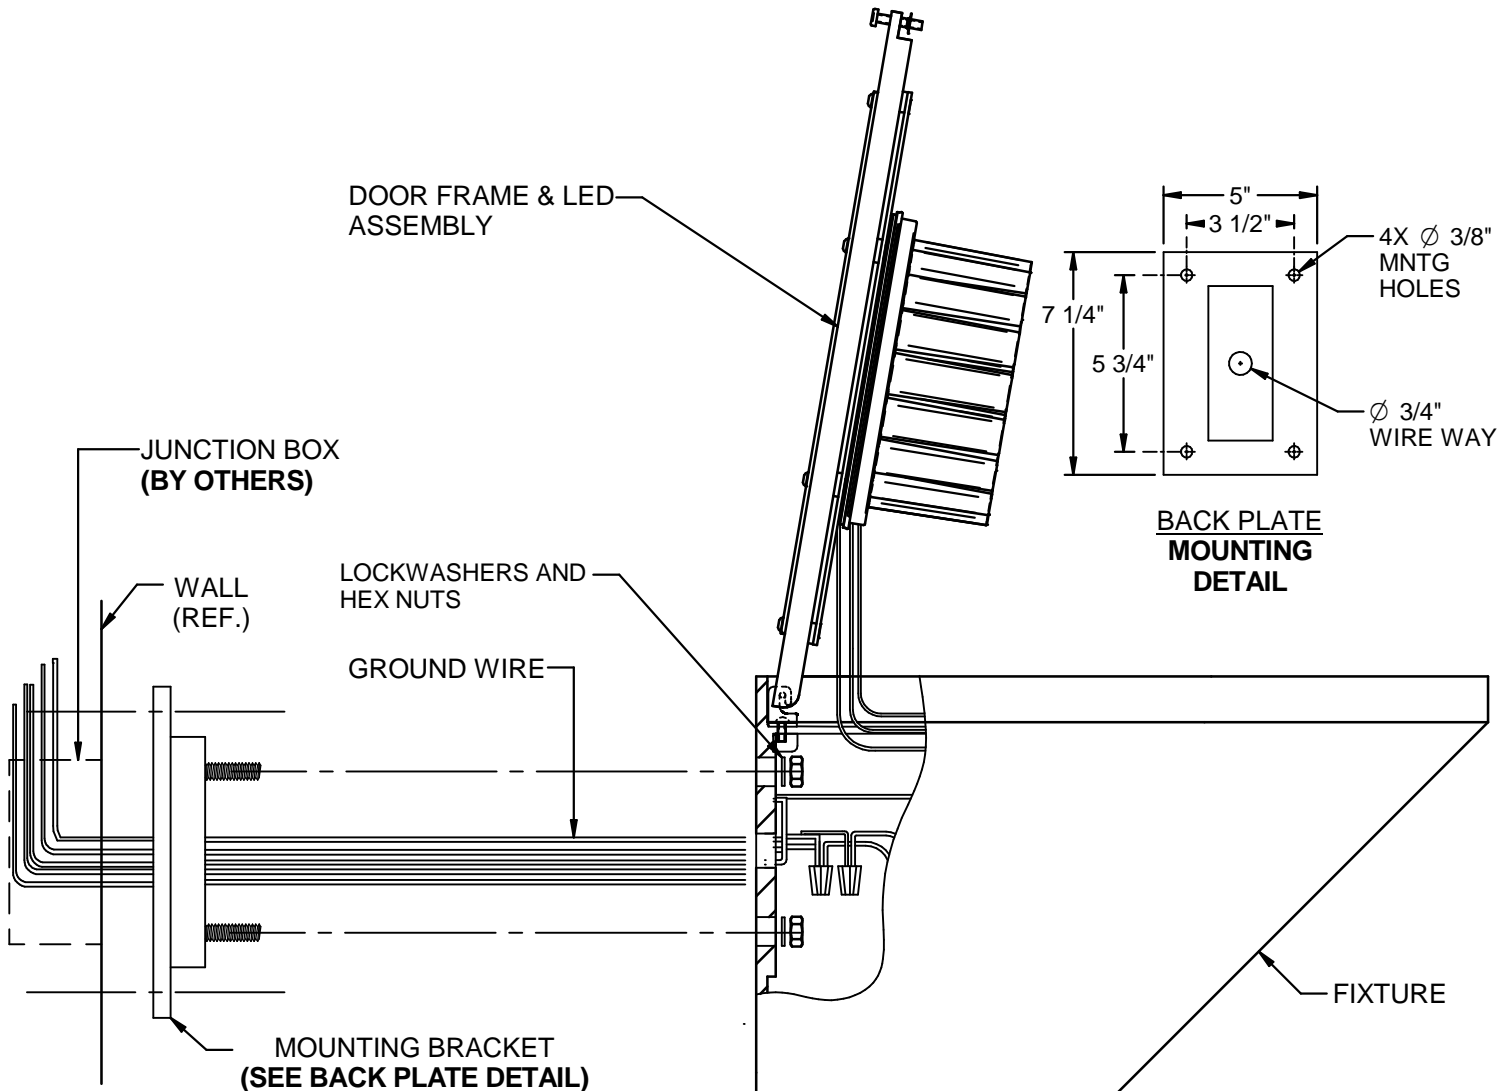 DOOR FRAME & LED
ASSEMBLY
5"
3 1/2"
4X Ø 3/8"
MNTG
HOLES
7 1/4"
5 3/4"
Ø 3/4"
WIRE WAY
BACK PLATE
MOUNTING
DETAIL
JUNCTION BOX
(BY OTHERS)
WALL
(REF.)
LOCKWASHERS AND
HEX NUTS
GROUND WIRE
FIXTURE
MOUNTING BRACKET
(SEE BACK PLATE DETAIL)